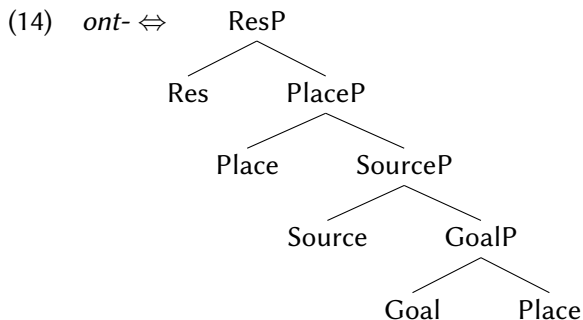 (14) ont- ⇔ ResP
Res PlaceP
Place SourceP
Source GoalP
Goal Place